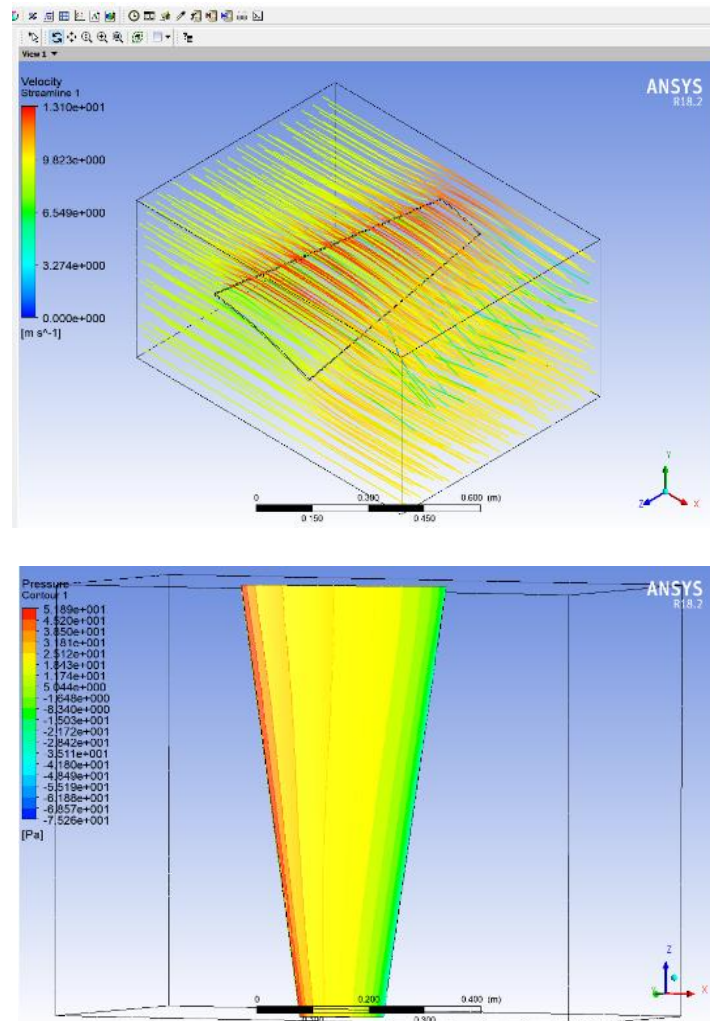 View 1
Velocity
Streamline 1
1.310e+001
9.823e+000
6.549e+000
3.274e+000
0.000e+000
[m s^-1]
ANSYS
R18.2
0 0.300 0.600 (m)
0.150 0.450
Y
Z X
Pressure
Contour 1
5.189e+001
4.520e+001
3.850e+001
3.181e+001
2.512e+001
1.843e+001
1.174e+001
5.044e+000
-1.648e+000
-8.340e+000
-1.503e+001
-2.172e+001
-2.842e+001
-3.511e+001
-4.180e+001
-4.849e+001
-5.519e+001
-6.188e+001
-6.857e+001
-7.526e+001
[Pa]
ANSYS
R18.2
Z
Y X
0 0.200 0.400 (m)
0.100 0.300